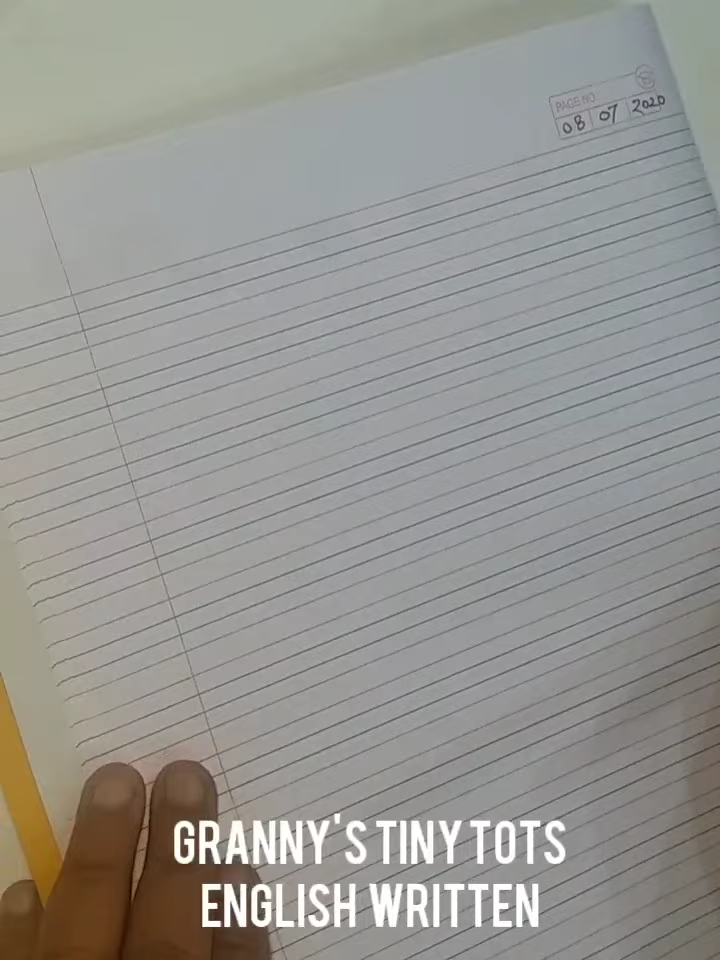 PAGE NO
08 07 2020
GRANNY'S TINY TOTS
ENGLISH WRITTEN